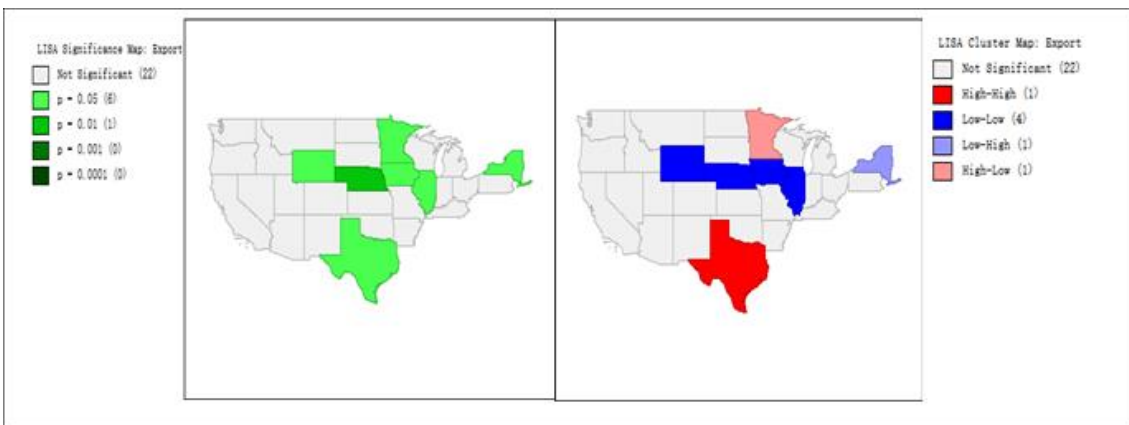 LISA Significance Map: Export
Not Significant (22)
p = 0.05 (6)
p = 0.01 (1)
p = 0.001 (0)
p = 0.0001 (0)
LISA Cluster Map: Export
Not Significant (22)
High-High (1)
Low-Low (4)
Low-High (1)
High-Low (1)